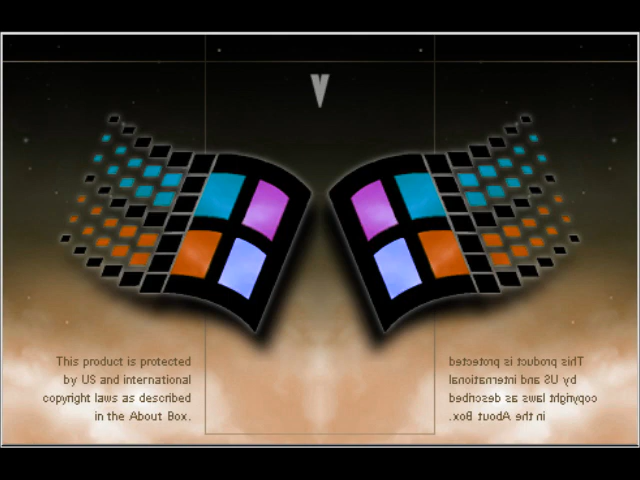 V
This product is protected
by US and international
copyright laws as described
in the About Box.
This product is protected
by US and international
copyright laws as described
in the About Box.